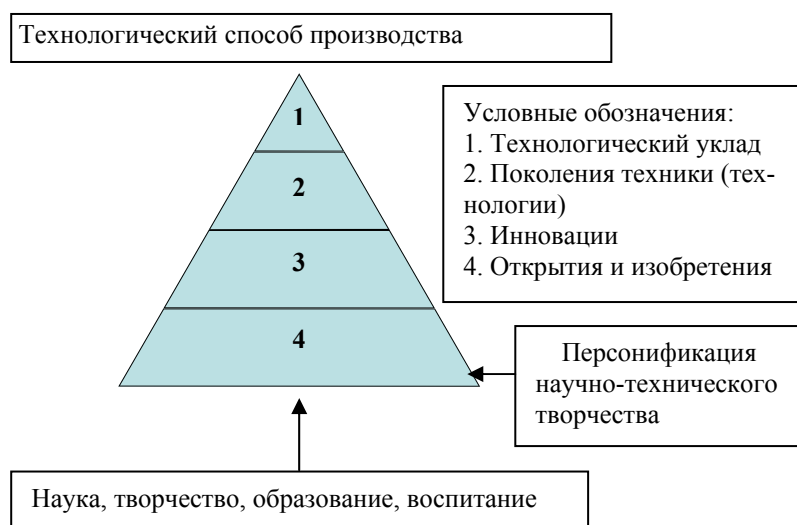 Технологический способ производства
1
2
3
4
Условные обозначения:
1. Технологический уклад
2. Поколения техники (тех-
нологии)
3. Инновации
4. Открытия и изобретения
Персонификация
научно-технического
творчества
Наука, творчество, образование, воспитание